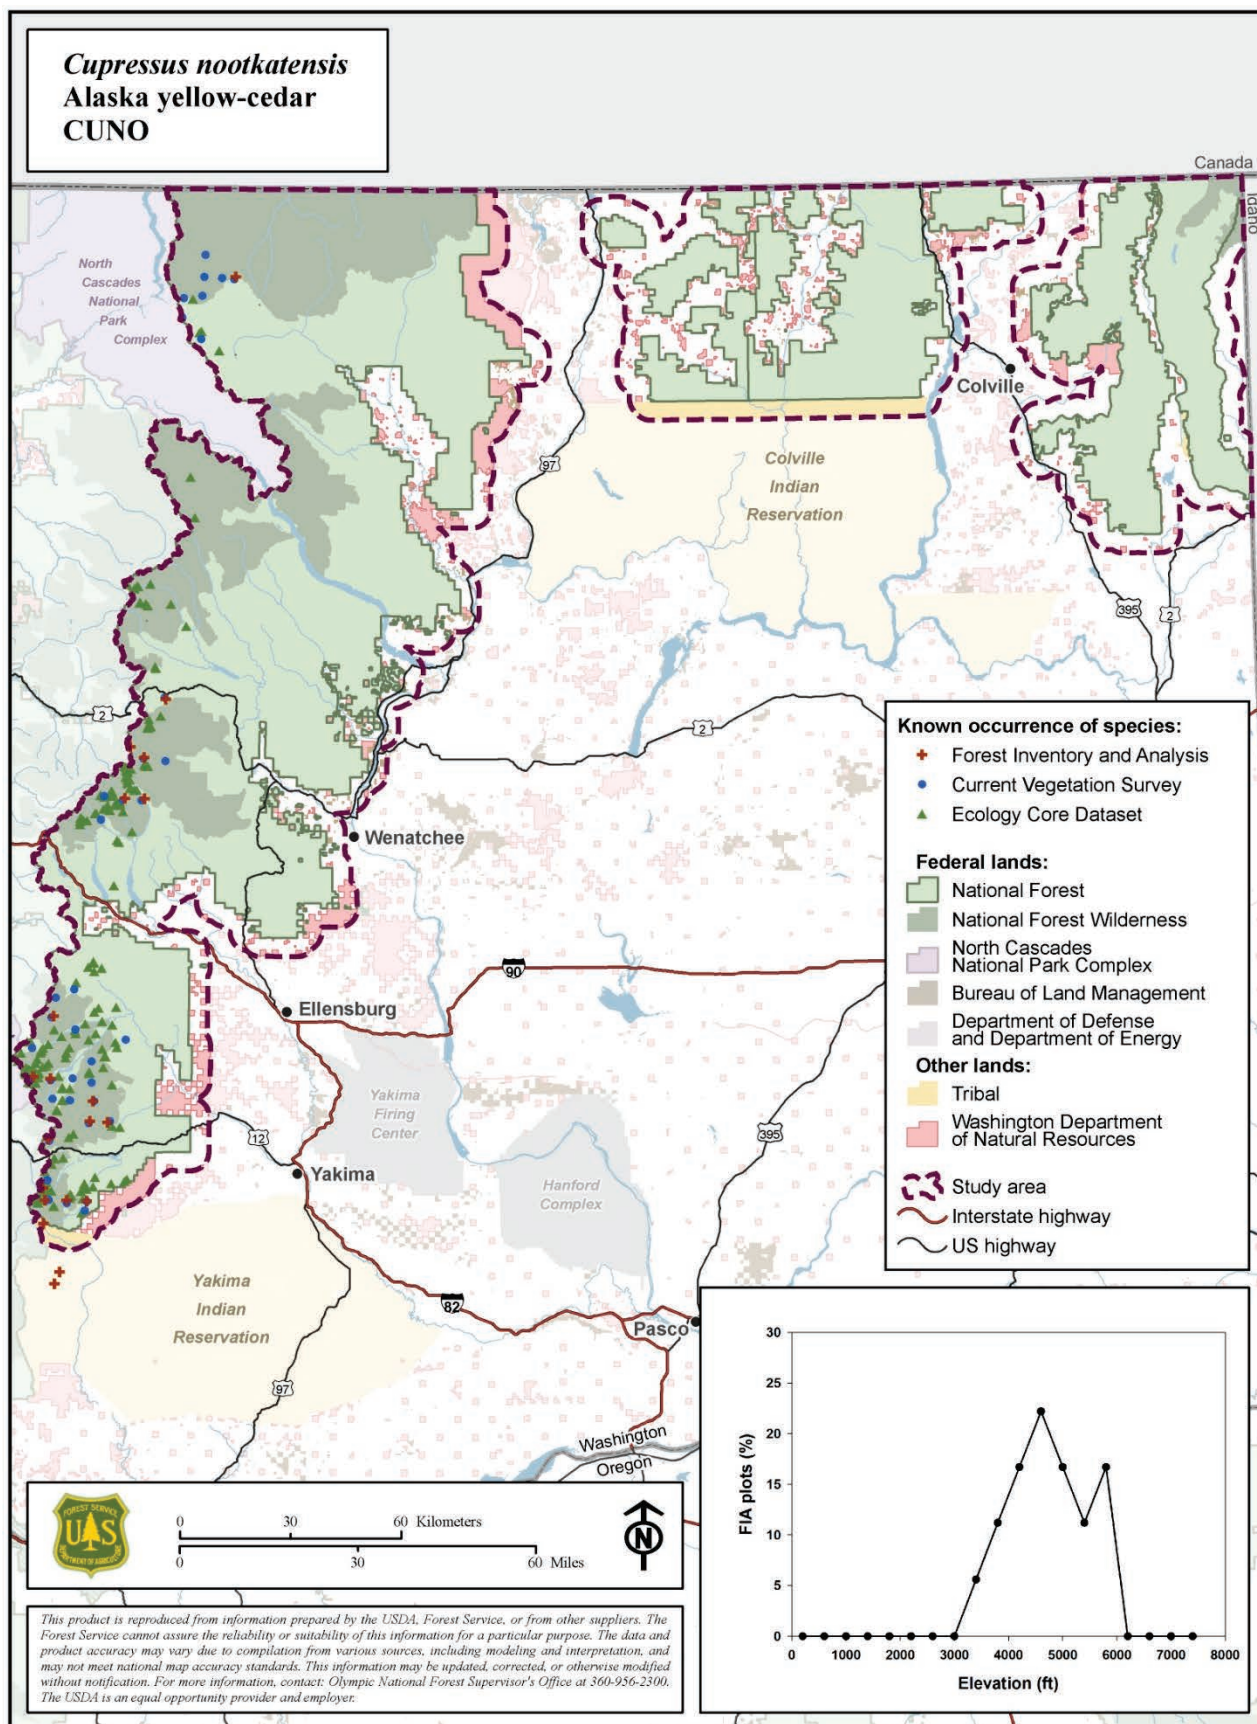 Cupressus nootkatensis
Alaska yellow-cedar
CUNO
Canada
Idaho
North
Cascades
National
Park
Complex
Colville
97
Colville
Indian
Reservation
395
2
2
2
Wenatchee
90
Ellensburg
Yakima
Firing
Center
395
12
Yakima
Hanford
Complex
Yakima
Indian
Reservation
82
Pasco
97
Washington
Oregon
Known occurrence of species:
Forest Inventory and Analysis
Current Vegetation Survey
Ecology Core Dataset
Federal lands:
National Forest
National Forest Wilderness
North Cascades
National Park Complex
Bureau of Land Management
Department of Defense
and Department of Energy
Other lands:
Tribal
Washington Department
of Natural Resources
Study area
Interstate highway
US highway
30
25
20
15
10
5
0
FIA plots (%)
0 1000 2000 3000 4000 5000 6000 7000 8000
Elevation (ft)
FOREST SERVICE
US
DEPARTMENT OF AGRICULTURE
0 30 60 Kilometers
0 30 60 Miles
N
This product is reproduced from information prepared by the USDA, Forest Service, or from other suppliers. The
Forest Service cannot assure the reliability or suitability of this information for a particular purpose. The data and
product accuracy may vary due to compilation from various sources, including modeling and interpretation, and
may not meet national map accuracy standards. This information may be updated, corrected, or otherwise modified
without notification. For more information, contact: Olympic National Forest Supervisor's Office at 360-956-2300.
The USDA is an equal opportunity provider and employer.